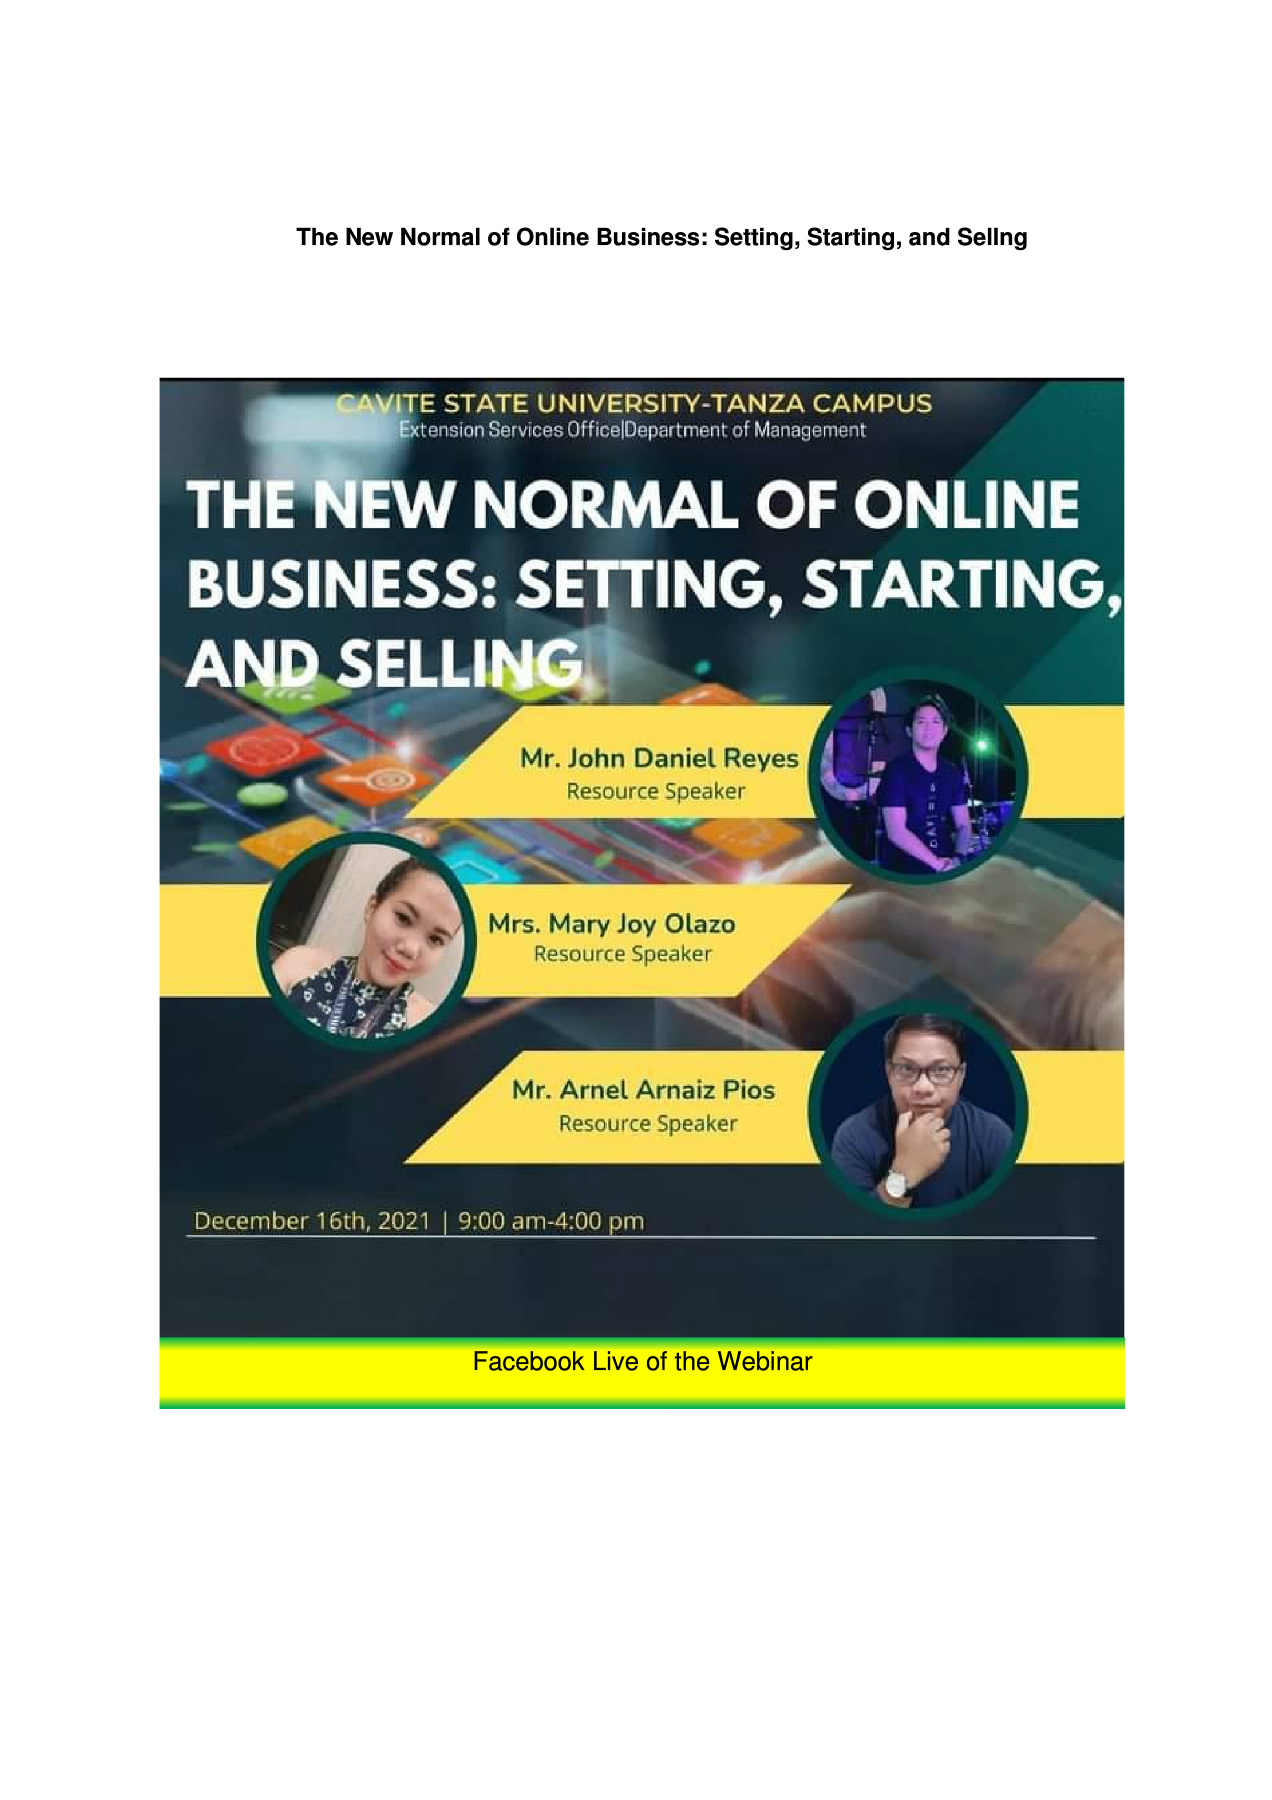 The New Normal of Online Business: Setting, Starting, and Sellng
CAVITE STATE UNIVERSITY-TANZA CAMPUS
Extension Services Office|Department of Management
THE NEW NORMAL OF ONLINE
BUSINESS: SETTING, STARTING,
AND SELLING
Mr. John Daniel Reyes
Resource Speaker
Mrs. Mary Joy Olazo
Resource Speaker
Mr. Arnel Arnaiz Pios
Resource Speaker
December 16th, 2021 | 9:00 am-4:00 pm
Facebook Live of the Webinar